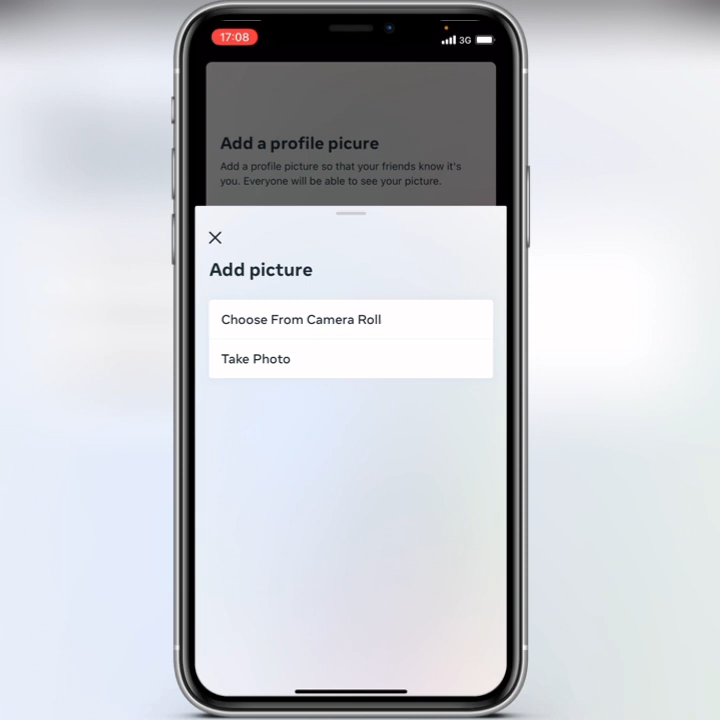 17:08
3G
Add a profile picure
Add a profile picture so that your friends know it's
you. Everyone will be able to see your picture.
Add picture
Choose From Camera Roll
Take Photo